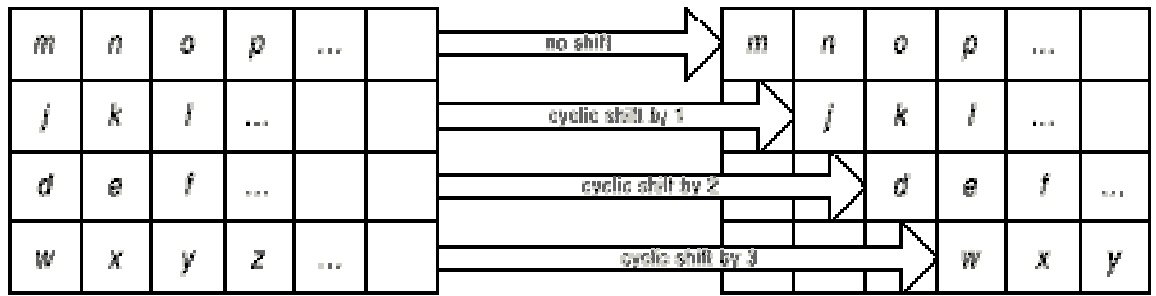 m n o p ... no shift m n o p ...
j k l ... cyclic shift by 1 j k l ...
d e f ... cyclic shift by 2 d e f ...
w x y z ... cyclic shift by 3 w x y